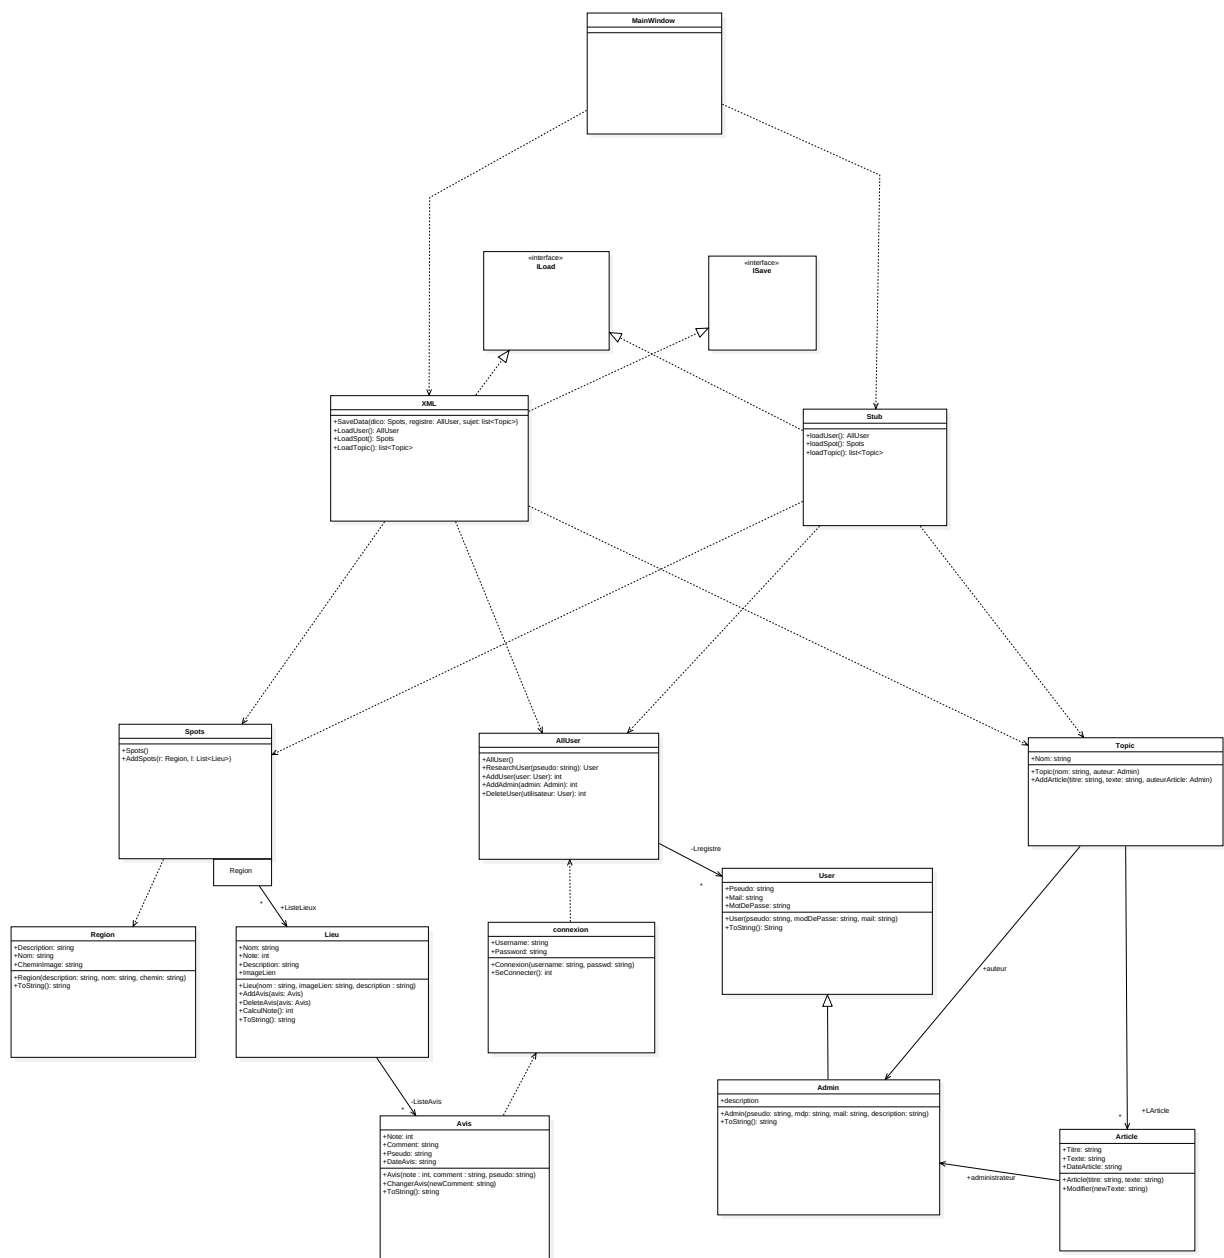 MainWindow
«interface»
ILoad
«interface»
ISave
XML
+SaveData(dico: Spots, registre: AllUser, sujet: list<Topic>)
+LoadUser(): AllUser
+LoadSpot(): Spots
+LoadTopic(): list<Topic>
Stub
+loadUser(): AllUser
+loadSpot(): Spots
+loadTopic(): list<Topic>
Spots
+Spots()
+AddSpots(r: Region, l: List<Lieu>)
Region
AllUser
+AllUser()
+ResearchUser(pseudo: string): User
+AddUser(user: User): int
+AddAdmin(admin: Admin): int
+DeleteUser(utilisateur: User): int
Topic
+Nom: string
+Topic(nom: string, auteur: Admin)
+AddArticle(titre: string, texte: string, auteurArticle: Admin)
-Lregistre
*
+ListeLieux
*
User
+Pseudo: string
+Mail: string
+MotDePasse: string
+User(pseudo: string, modDePasse: string, mail: string)
+ToString(): String
Region
+Description: string
+Nom: string
+CheminImage: string
+Region(description: string, nom: string, chemin: string)
+ToString(): string
Lieu
+Nom: string
+Note: int
+Description: string
+ImageLien
+Lieu(nom : string, imageLien: string, description : string)
+AddAvis(avis: Avis)
+DeleteAvis(avis: Avis)
+CalculNote(): int
+ToString(): string
connexion
+Username: string
+Password: string
+Connexion(username: string, passwd: string)
+SeConnecter(): int
+auteur
-ListeAvis
*
Admin
+description
+Admin(pseudo: string, mdp: string, mail: string, description: string)
+ToString(): string
+LArticle
*
Avis
+Note: int
+Comment: string
+Pseudo: string
+DateAvis: string
+Avis(note : int, comment : string, pseudo: string)
+ChangerAvis(newComment: string)
+ToString(): string
+administrateur
Article
+Titre: string
+Texte: string
+DateArticle: string
+Article(titre: string, texte: string)
+Modifier(newTexte: string)